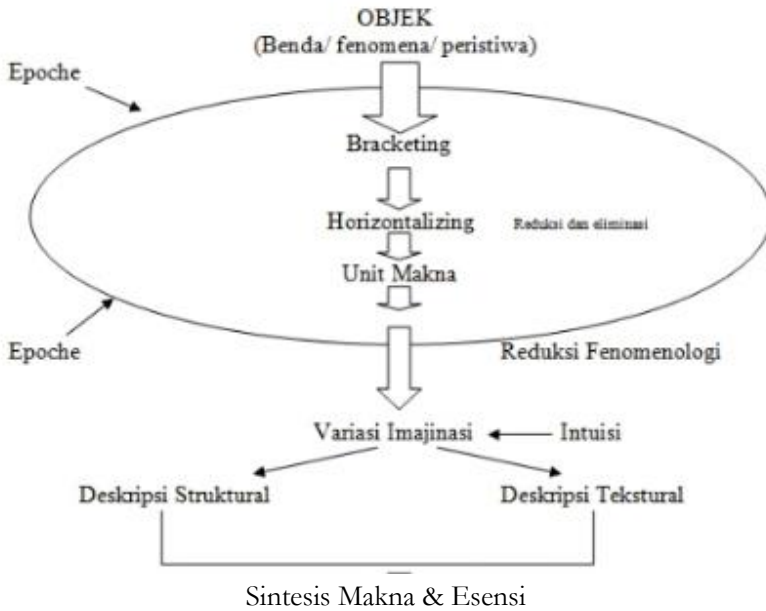 OBJEK
(Benda/ fenomena/ peristiwa)
Epoche
Bracketing
Horizontalizing
Reduksi dan eliminasi
Unit Makna
Epoche
Reduksi Fenomenologi
Variasi Imajinasi
Intuisi
Deskripsi Struktural
Deskripsi Tekstural
Sintesis Makna & Esensi